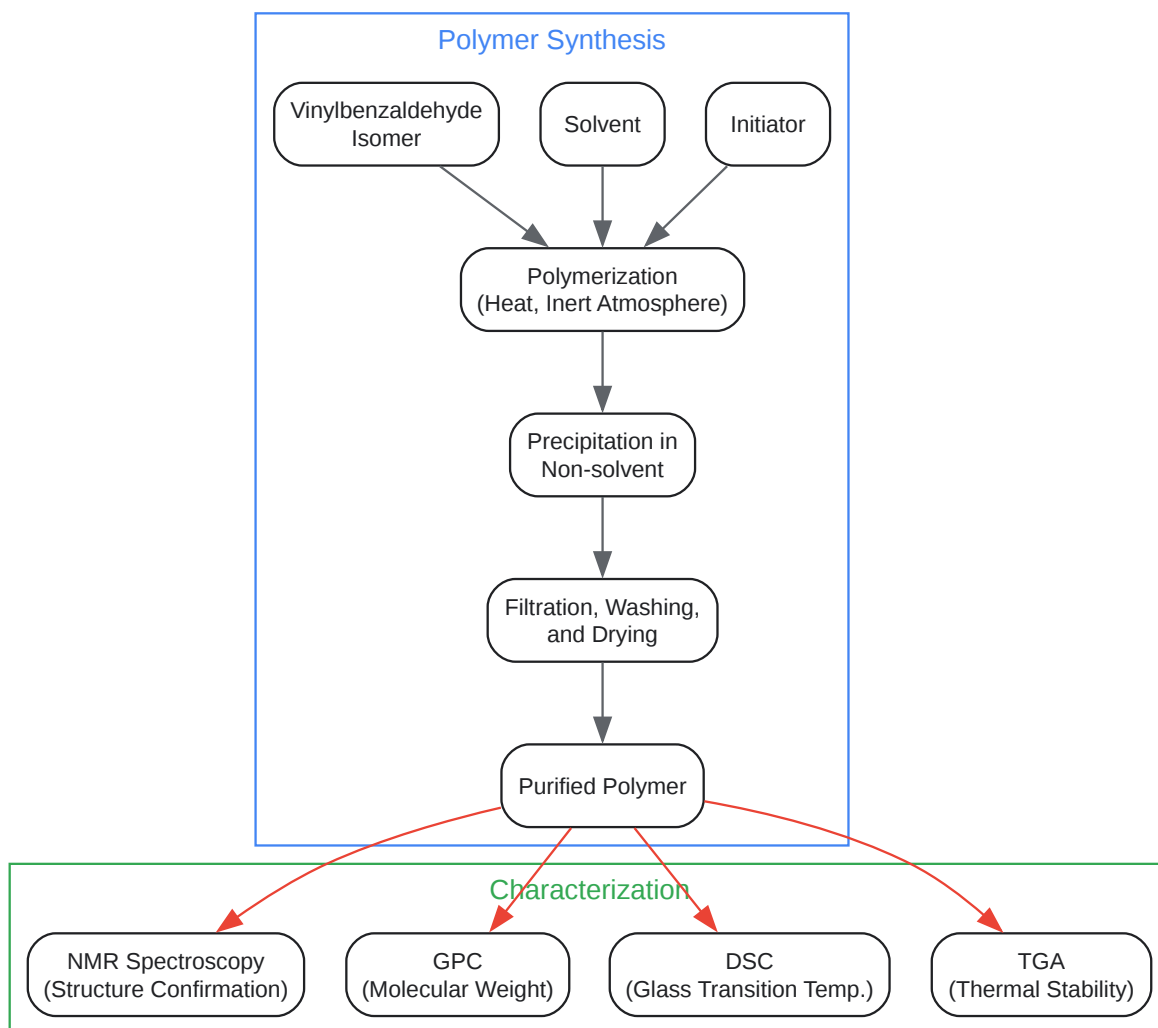 Polymer Synthesis
Vinylbenzaldehyde
Isomer
Solvent
Initiator
Polymerization
(Heat, Inert Atmosphere)
Precipitation in
Non-solvent
Filtration, Washing,
and Drying
Purified Polymer
Characterization
NMR Spectroscopy
(Structure Confirmation)
GPC
(Molecular Weight)
DSC
(Glass Transition Temp.)
TGA
(Thermal Stability)